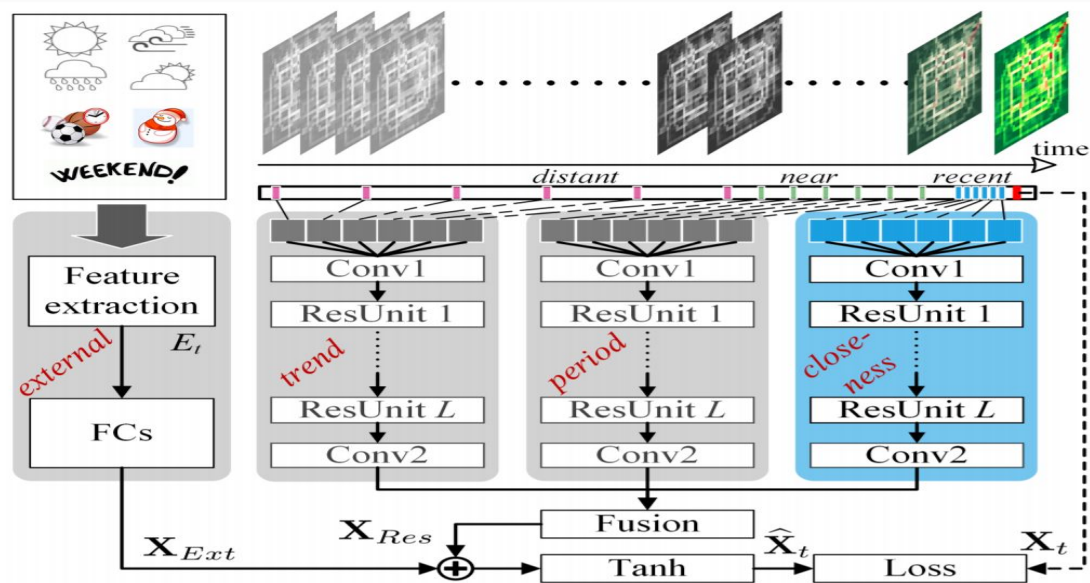 WEEKEND!
time
distant
near
recent
Feature
extraction
E_t
external
FCs
Conv1
ResUnit 1
trend
ResUnit L
Conv2
Conv1
ResUnit 1
period
ResUnit L
Conv2
Conv1
ResUnit 1
close-
ness
ResUnit L
Conv2
X_Ext
X_Res
Fusion
Tanh
X̂_t
Loss
X_t